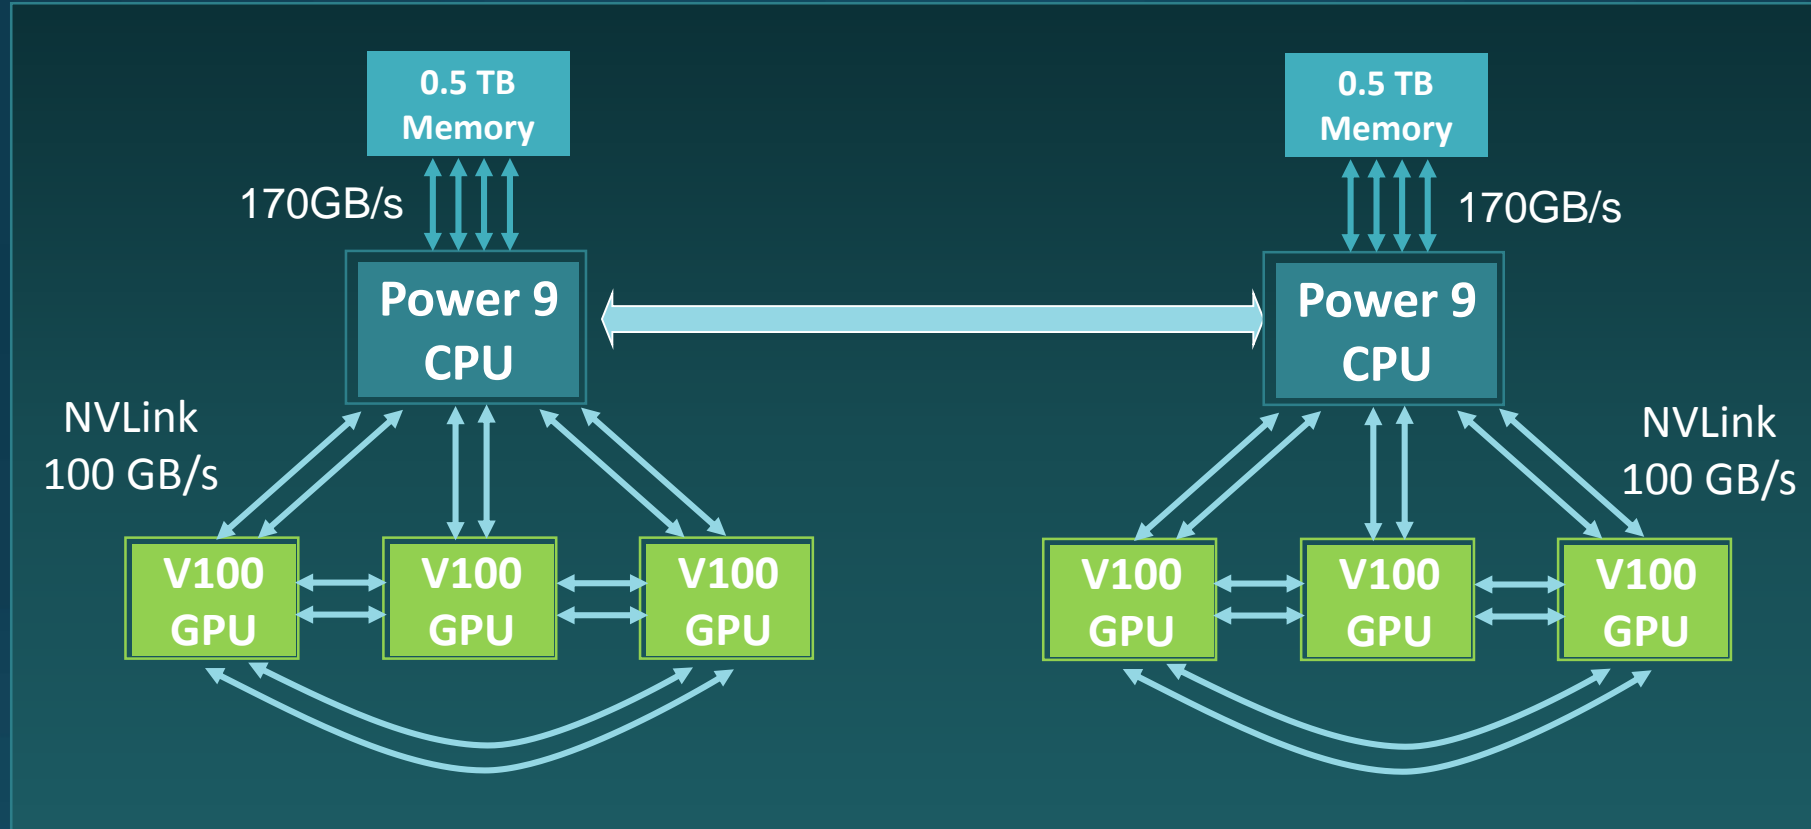 0.5 TB
Memory
0.5 TB
Memory
170GB/s
170GB/s
Power 9
CPU
Power 9
CPU
NVLink
100 GB/s
NVLink
100 GB/s
V100
GPU
V100
GPU
V100
GPU
V100
GPU
V100
GPU
V100
GPU